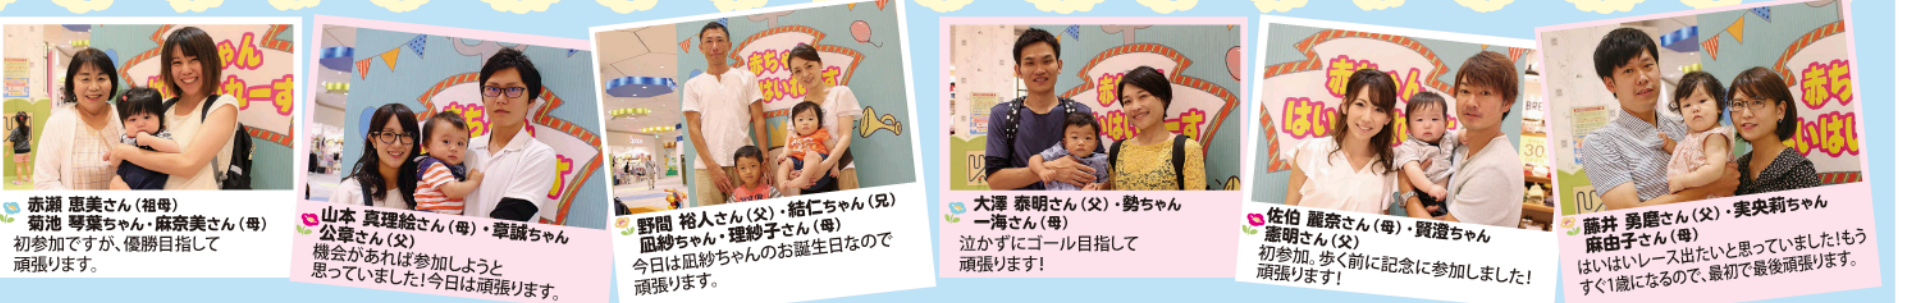 赤ちゃん
はいはいれーす
赤瀬 恵美さん（祖母）
菊池 琴葉ちゃん・麻奈美さん（母）
初参加ですが、優勝目指して
頑張ります。
山本 真理絵さん（母）・章誠ちゃん
公章さん（父）
機会があれば参加しようと
思っていました！今日は頑張ります。
野間 裕人さん（父）・結仁ちゃん（兄）
凪紗ちゃん・理紗子さん（母）
今日は凪紗ちゃんのお誕生日なので
頑張ります。
大澤 泰明さん（父）・勢ちゃん
一海さん（母）
泣かずにゴール目指して
頑張ります！
佐伯 麗奈さん（母）・賢澄ちゃん
憲明さん（父）
初参加。歩く前に記念に参加しました！
頑張ります！
藤井 勇磨さん（父）・実央莉ちゃん
麻由子さん（母）
はいはいレース出たいと思っていました！もう
すぐ1歳になるので、最初で最後頑張ります。